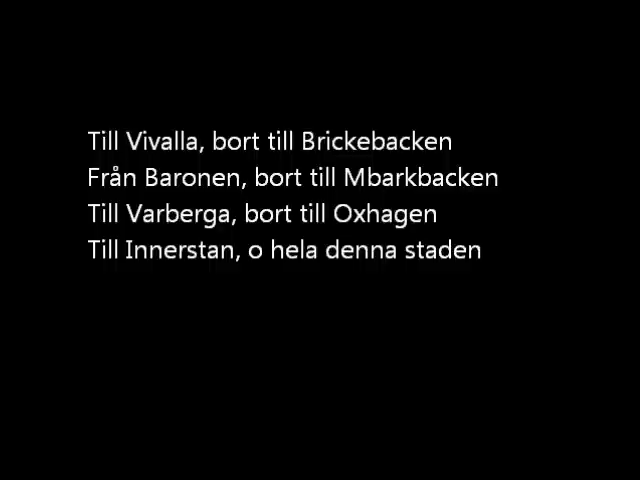 Till Vivalla, bort till Brickebacken
Från Baronen, bort till Mbarkbacken
Till Varberga, bort till Oxhagen
Till Innerstan, o hela denna staden